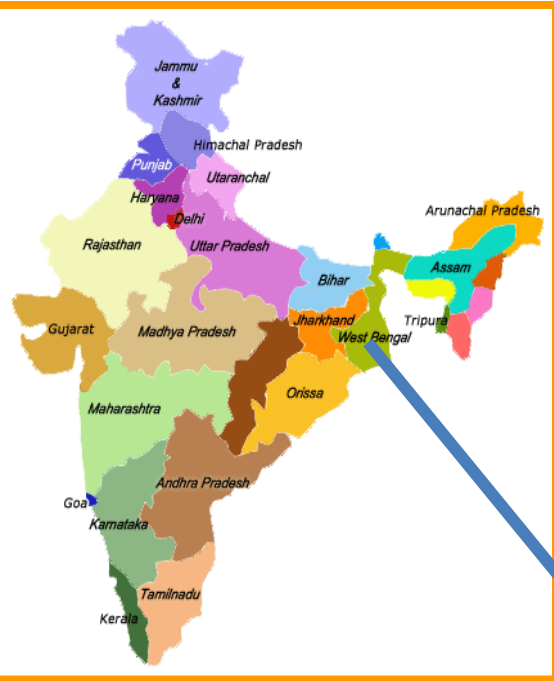 Jammu
&
Kashmir
Himachal Pradesh
Punjab
Utaranchal
Haryana
Delhi
Arunachal Pradesh
Rajasthan
Uttar Pradesh
Assam
Bihar
Gujarat
Madhya Pradesh
Jharkhand
Tripura
West Bengal
Orissa
Maharashtra
Andhra Pradesh
Goa
Karnataka
Tamilnadu
Kerala